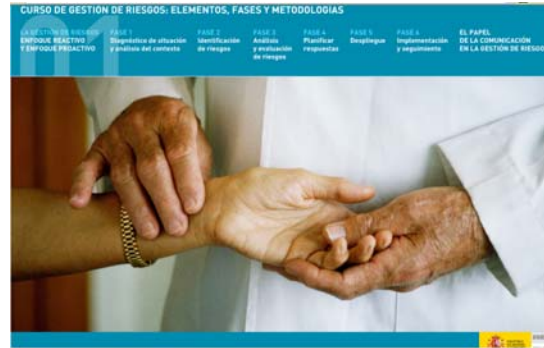 CURSO DE GESTIÓN DE RIESGOS: ELEMENTOS, FASES Y METODOLOGIAS
01
LA GESTIÓN DE RIESGOS
ENFOQUE REACTIVO
Y ENFOQUE PROACTIVO
FASE 1
Diagnóstico de situación
y análisis del contexto
FASE 2
Identificación
de riesgos
FASE 3
Análisis
y evaluación
de riesgos
FASE 4
Planificar
respuestas
FASE 5
Despliegue
FASE 6
Implementación
y seguimiento
EL PAPEL
DE LA COMUNICACIÓN
EN LA GESTIÓN DE RIESGO